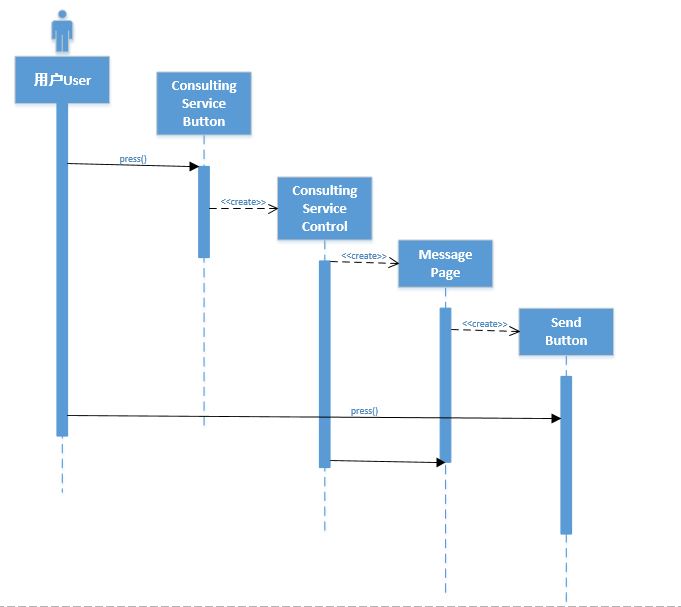 用户User
Consulting
Service
Button
press()
<<create>>
Consulting
Service
Control
<<create>>
Message
Page
<<create>>
Send
Button
press()